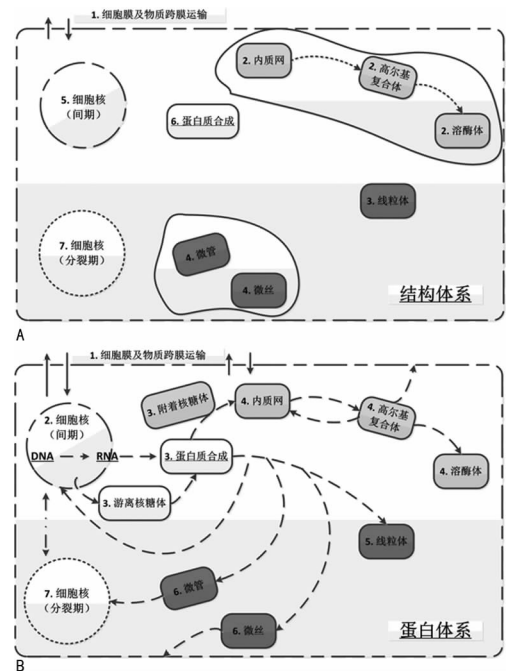 1. 细胞膜及物质跨膜运输
2. 内质网
2. 高尔基
复合体
5. 细胞核
（间期）
6. 蛋白质合成
2. 溶酶体
3. 线粒体
7. 细胞核
（分裂期）
4. 微管
4. 微丝
结构体系
A
1. 细胞膜及物质跨膜运输
3. 附着核糖体
4. 内质网
4. 高尔基
复合体
2. 细胞核
（间期）
DNA
RNA
3. 蛋白质合成
4. 溶酶体
3. 游离核糖体
5. 线粒体
7. 细胞核
（分裂期）
6. 微管
6. 微丝
蛋白体系
B